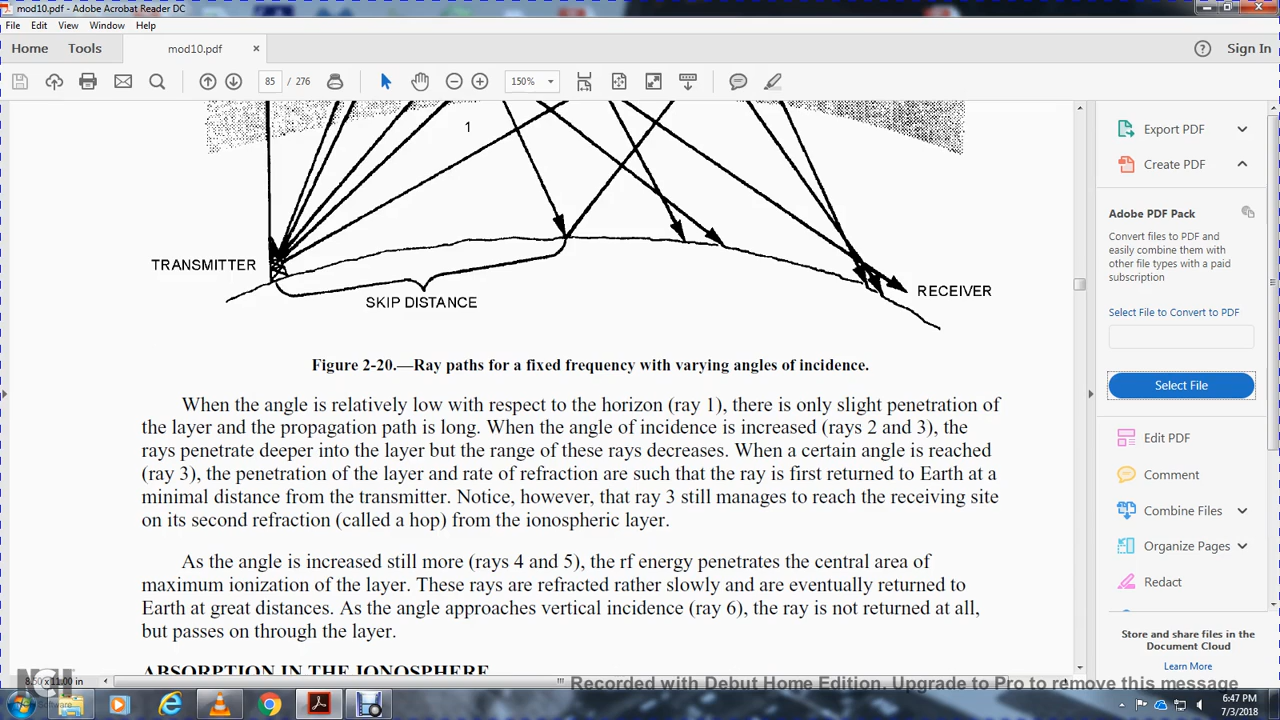 mod10.pdf - Adobe Acrobat Reader DC
File Edit View Window Help
Home Tools mod10.pdf × Sign In
85 / 276 150%
1
TRANSMITTER
SKIP DISTANCE
RECEIVER
Figure 2-20.—Ray paths for a fixed frequency with varying angles of incidence.
When the angle is relatively low with respect to the horizon (ray 1), there is only slight penetration of
the layer and the propagation path is long. When the angle of incidence is increased (rays 2 and 3), the
rays penetrate deeper into the layer but the range of these rays decreases. When a certain angle is reached
(ray 3), the penetration of the layer and rate of refraction are such that the ray is first returned to Earth at a
minimal distance from the transmitter. Notice, however, that ray 3 still manages to reach the receiving site
on its second refraction (called a hop) from the ionospheric layer.
As the angle is increased still more (rays 4 and 5), the rf energy penetrates the central area of
maximum ionization of the layer. These rays are refracted rather slowly and are eventually returned to
Earth at great distances. As the angle approaches vertical incidence (ray 6), the ray is not returned at all,
but passes on through the layer.
ABSORPTION IN THE IONOSPHERE
Export PDF
Create PDF
Adobe PDF Pack
Convert files to PDF and
easily combine them with
other file types with a paid
subscription
Select File to Convert to PDF
Select File
Edit PDF
Comment
Combine Files
Organize Pages
Redact
Store and share files in the
Document Cloud
Learn More
8.50 x 11.00 in
Recorded with Debut Home Edition. Upgrade to Pro to remove this message
6:47 PM
7/3/2018